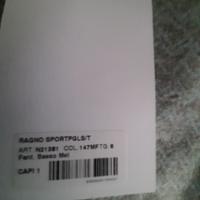 RAGNO SPORTPGLS/T
ART. N21381 COL.147MFTG.6
Pant. Basso Mel
CAPI 1